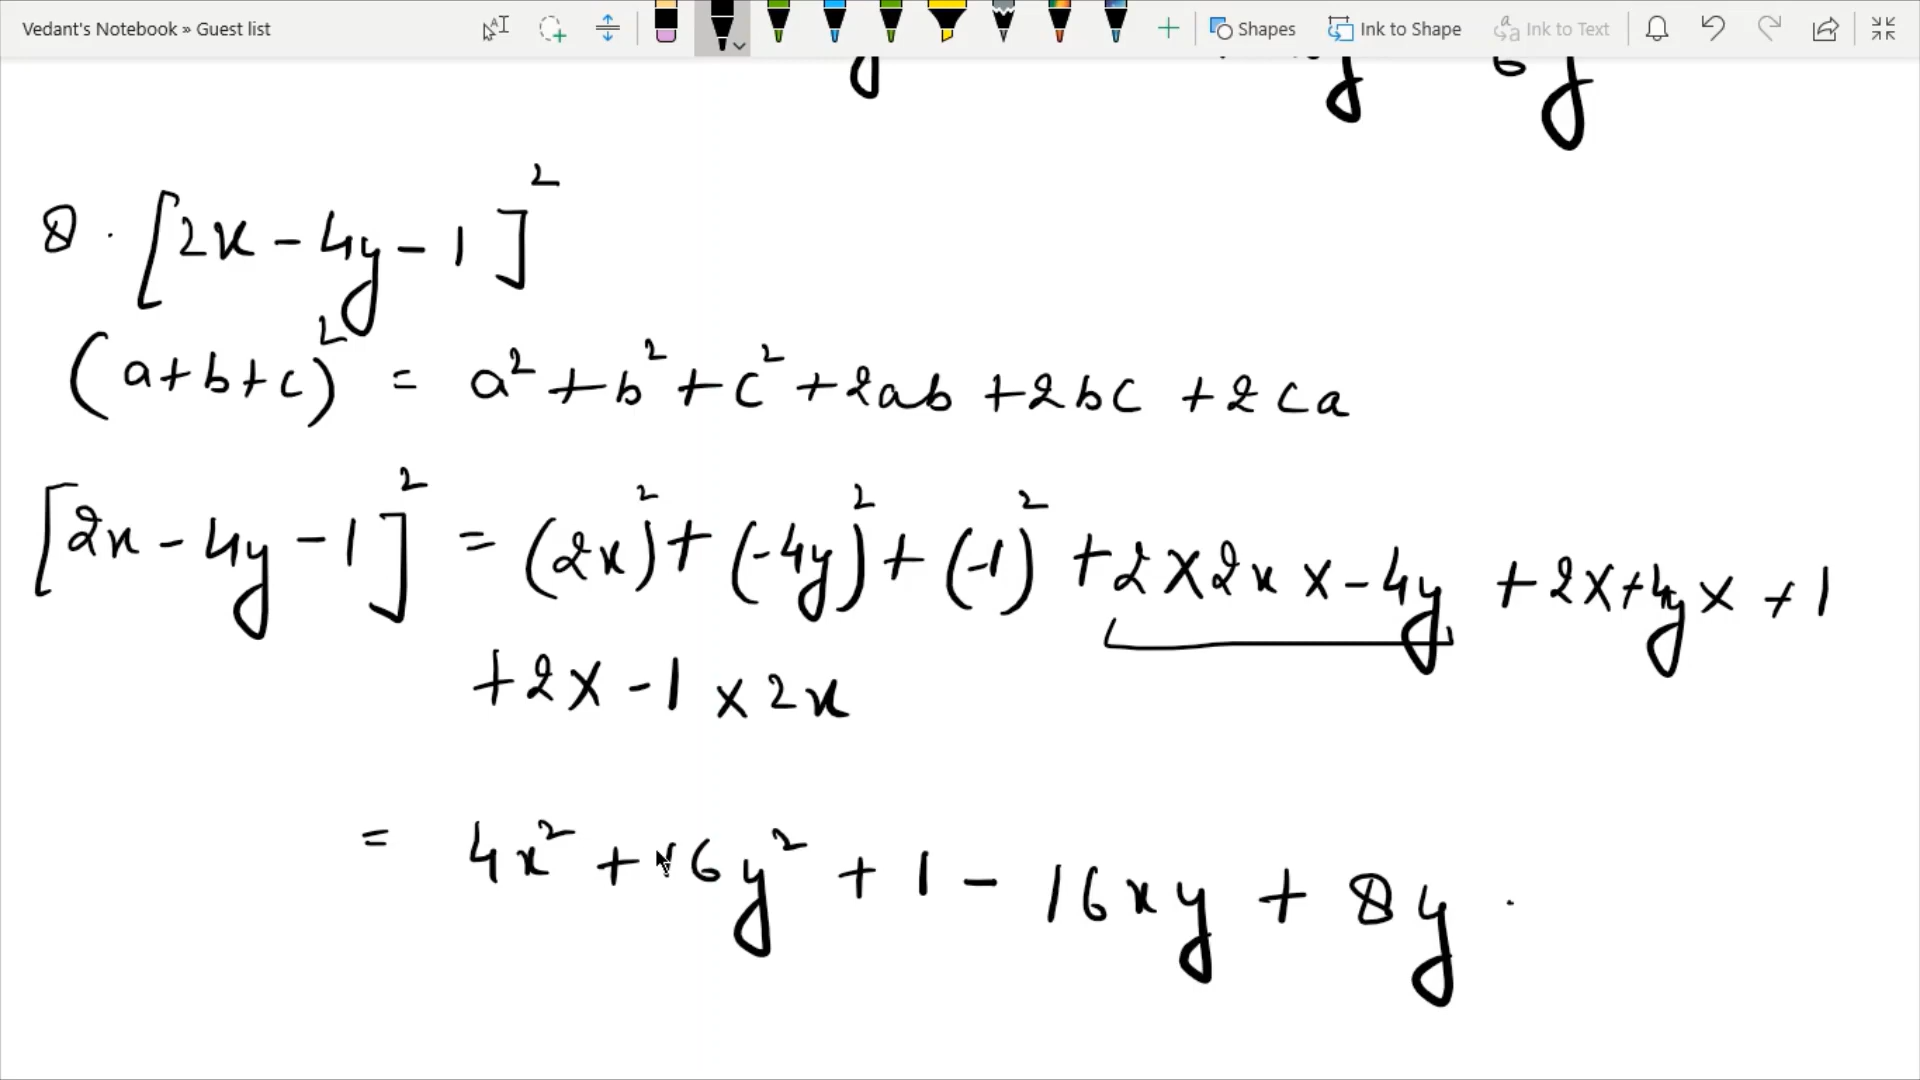 Vedant's Notebook » Guest list Shapes Ink to Shape Ink to Text
y y 6y
8. [2x - 4y - 1]²
(a+b+c)² = a² + b² + c² + 2ab + 2bc + 2ca
[2x - 4y - 1]² = (2x)² + (-4y)² + (-1)² + 2 × 2x × -4y + 2 × +4y × +1
+ 2 × -1 × 2x
= 4x² + 16y² + 1 - 16xy + 8y